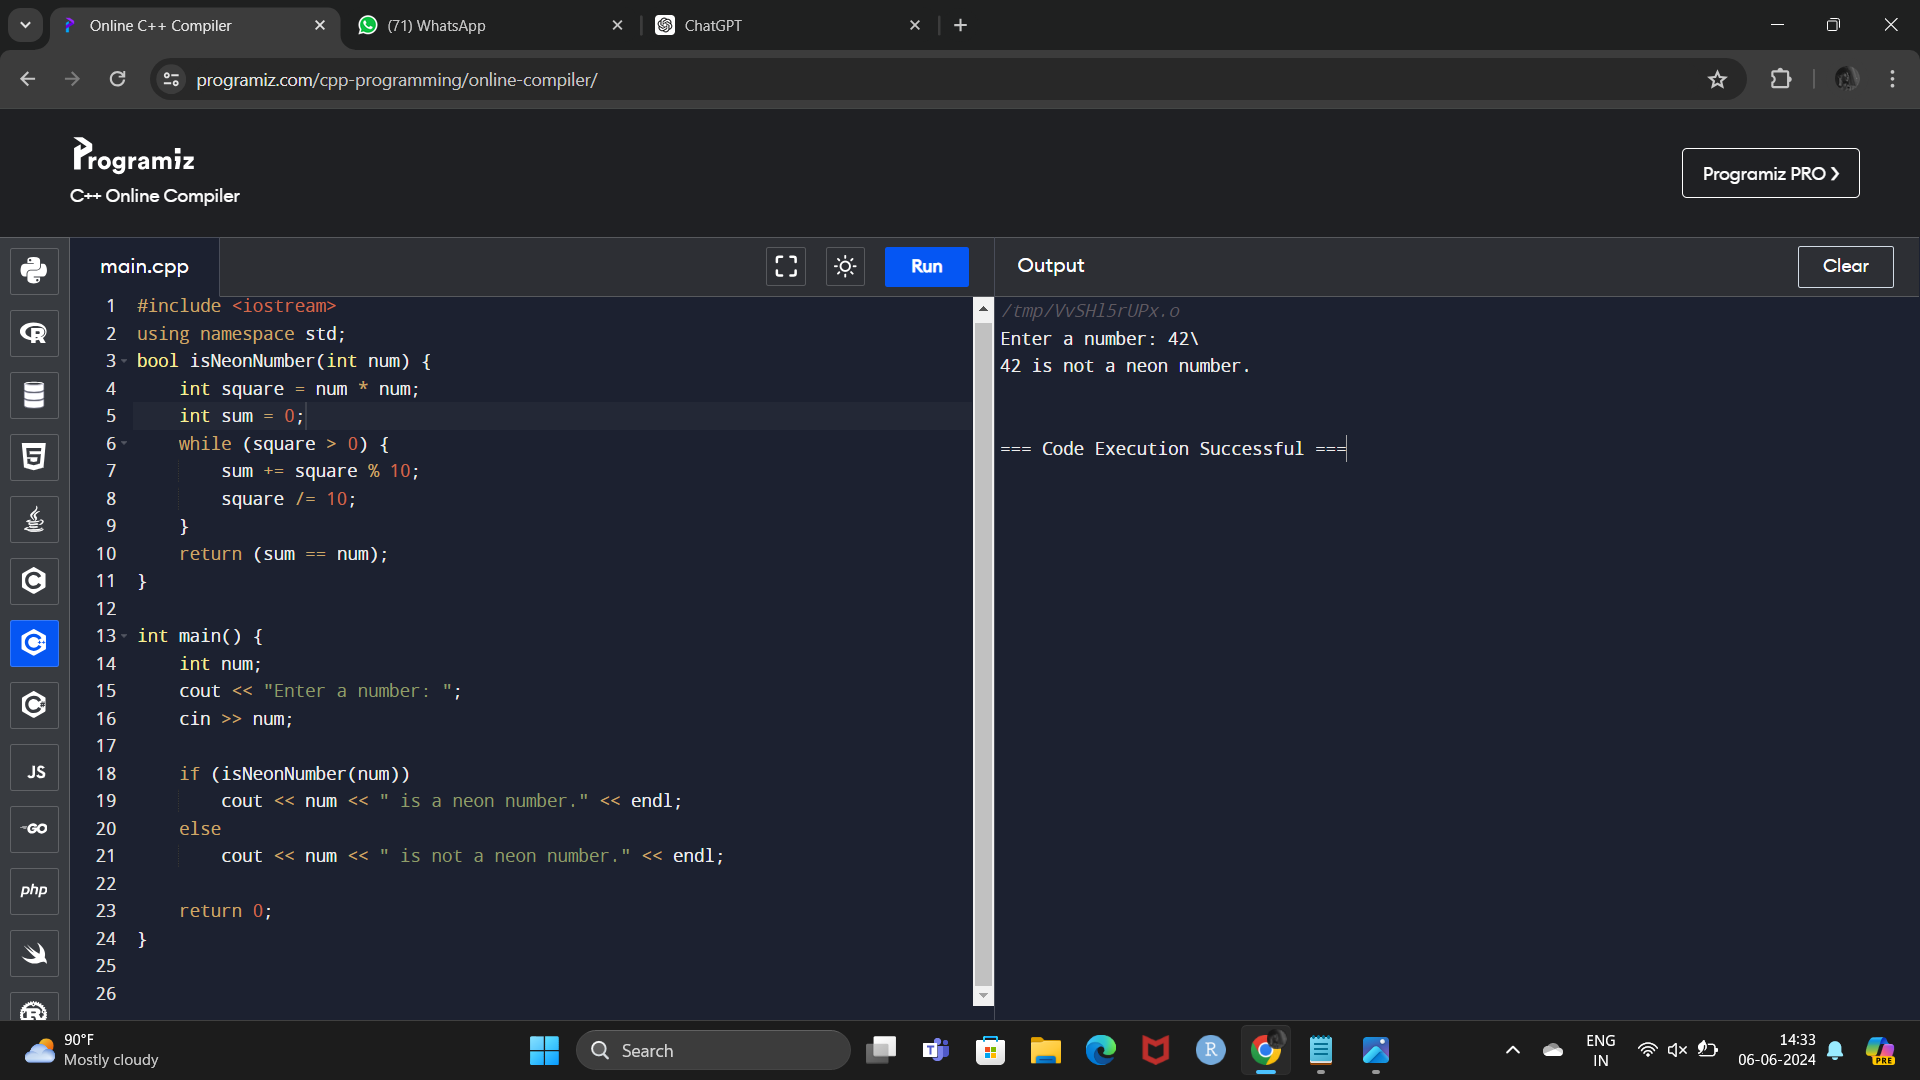 Online C++ Compiler
(71) WhatsApp
ChatGPT
programiz.com/cpp-programming/online-compiler/
Programiz
C++ Online Compiler
Programiz PRO ❯
main.cpp
Run
Output
Clear
1 #include <iostream>
2 using namespace std;
3 bool isNeonNumber(int num) {
4 int square = num * num;
5 int sum = 0;
6 while (square > 0) {
7 sum += square % 10;
8 square /= 10;
9 }
10 return (sum == num);
11 }
12
13 int main() {
14 int num;
15 cout << "Enter a number: ";
16 cin >> num;
17
18 if (isNeonNumber(num))
19 cout << num << " is a neon number." << endl;
20 else
21 cout << num << " is not a neon number." << endl;
22
23 return 0;
24 }
25
26
/tmp/VvSHl5rUPx.o
Enter a number: 42\
42 is not a neon number.
=== Code Execution Successful ===
R
5
C
C++
C
JS
GO
php
R
90°F
Mostly cloudy
Search
T
R
ENG
IN
14:33
06-06-2024
PRE